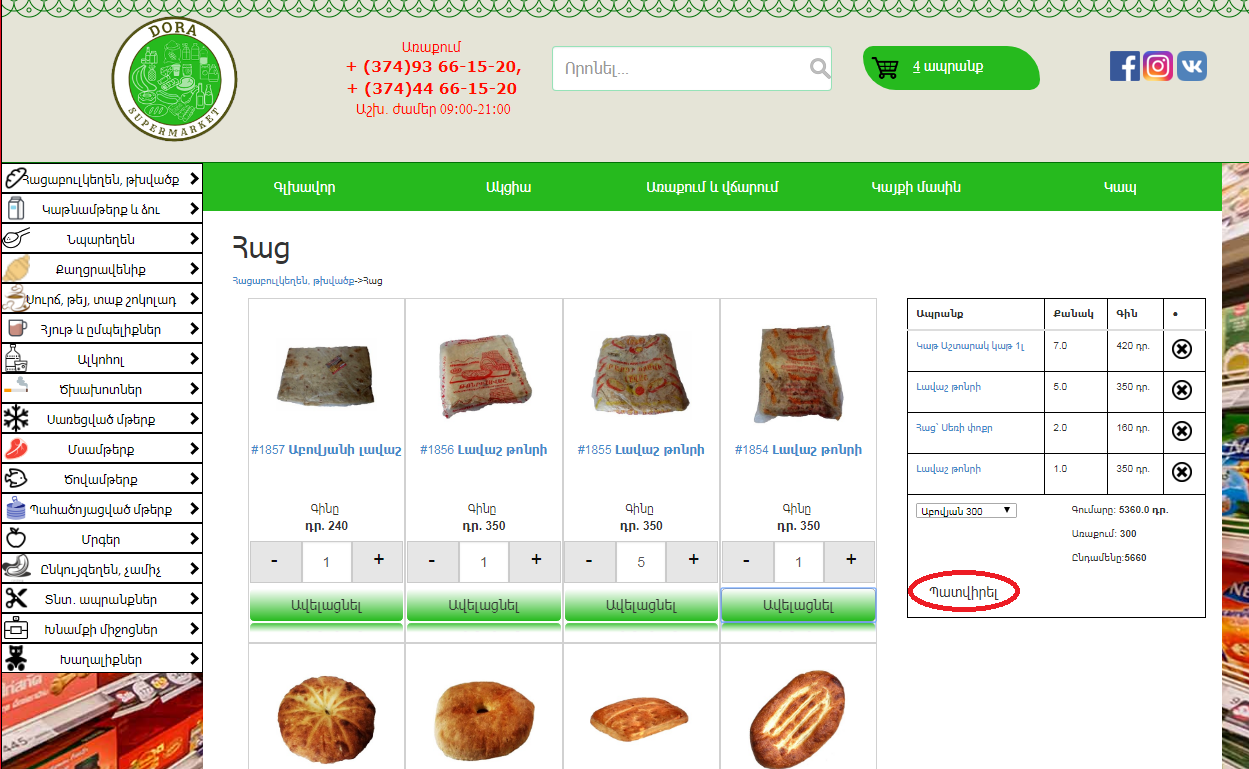 DORA
SUPERMARKET
Առաքում
+ (374)93 66-15-20,
+ (374)44 66-15-20
Աշխ. ժամեր 09:00-21:00
Որոնել...
4 ապրանք
Հացաբուլկեղեն, թխվածք
Կաթնամթերք և ձու
Նպարեղեն
Քաղցրավենիք
Սուրճ, թեյ, տաք շոկոլադ
Հյութ և ըմպելիքներ
Ալկոհոլ
Ծխախոտներ
Սառեցված մթերք
Մսամթերք
Ծովամթերք
Պահածոյացված մթերք
Մրգեր
Ընկույզեղեն, չամիչ
Տնտ. ապրանքներ
Խնամքի միջոցներ
Խաղալիքներ
Գլխավոր
Ակցիա
Առաքում և վճարում
Կայքի մասին
Կապ
Հաց
Հացաբուլկեղեն, թխվածք->Հաց
#1857 Աբովյանի լավաշ
#1856 Լավաշ թոնրի
#1855 Լավաշ թոնրի
#1854 Լավաշ թոնրի
Գինը
դր. 240
Գինը
դր. 350
Գինը
դր. 350
Գինը
դր. 350
- 1 +
- 1 +
- 5 +
- 1 +
Ավելացնել
Ավելացնել
Ավելացնել
Ավելացնել
Ապրանք Քանակ Գին •
Կաթ Աշտարակ կաթ 1լ 7.0 420 դր.
Լավաշ թոնրի 5.0 350 դր.
Հաց՝ Սեռի փոքր 2.0 160 դր.
Լավաշ թոնրի 1.0 350 դր.
Աբովյան 300
Գումարը: 5360.0 դր.
Առաքում: 300
Ընդամենը:5660
Պատվիրել